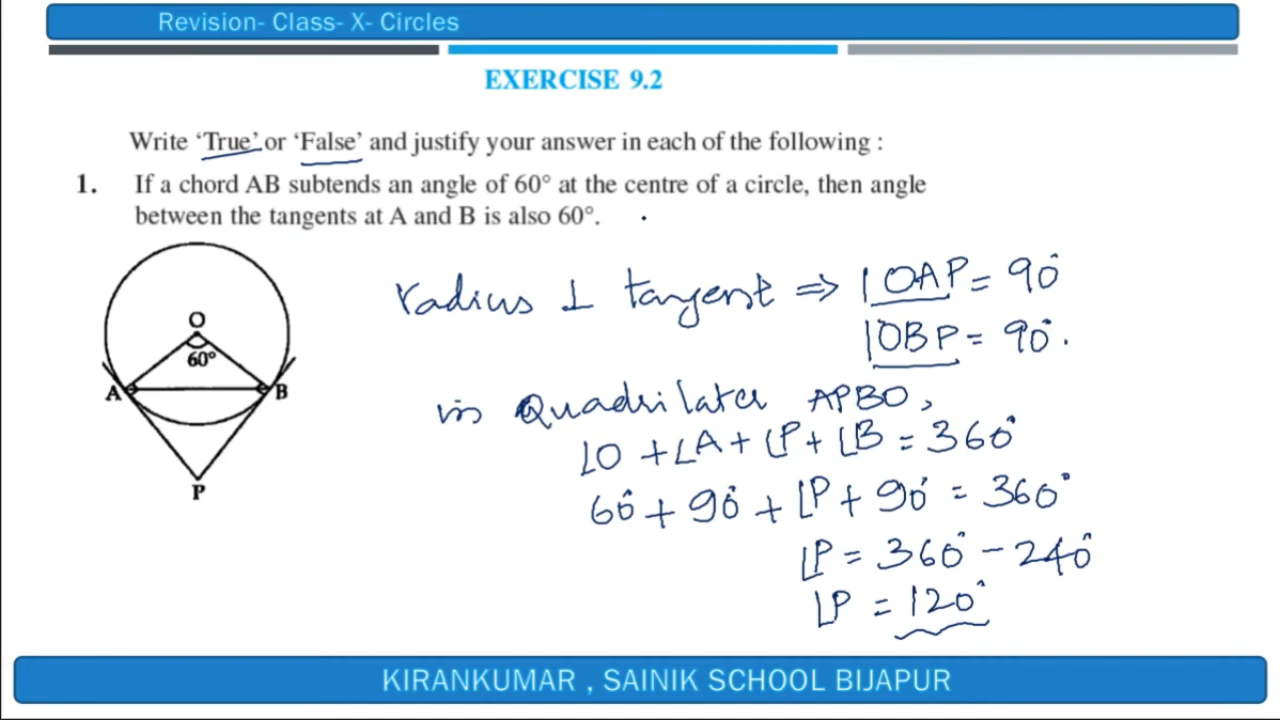 Revision- Class- X- Circles
EXERCISE 9.2
Write ‘True’ or ‘False’ and justify your answer in each of the following :
1. If a chord AB subtends an angle of 60° at the centre of a circle, then angle
between the tangents at A and B is also 60°.
O
60°
A
B
P
radius ⊥ tangent ⇒ ∠OAP = 90°
∠OBP = 90°.
in Quadrilater APBO,
∠O + ∠A + ∠P + ∠B = 360°
60° + 90° + ∠P + 90° = 360°
∠P = 360° - 240°
∠P = 120°
KIRANKUMAR , SAINIK SCHOOL BIJAPUR